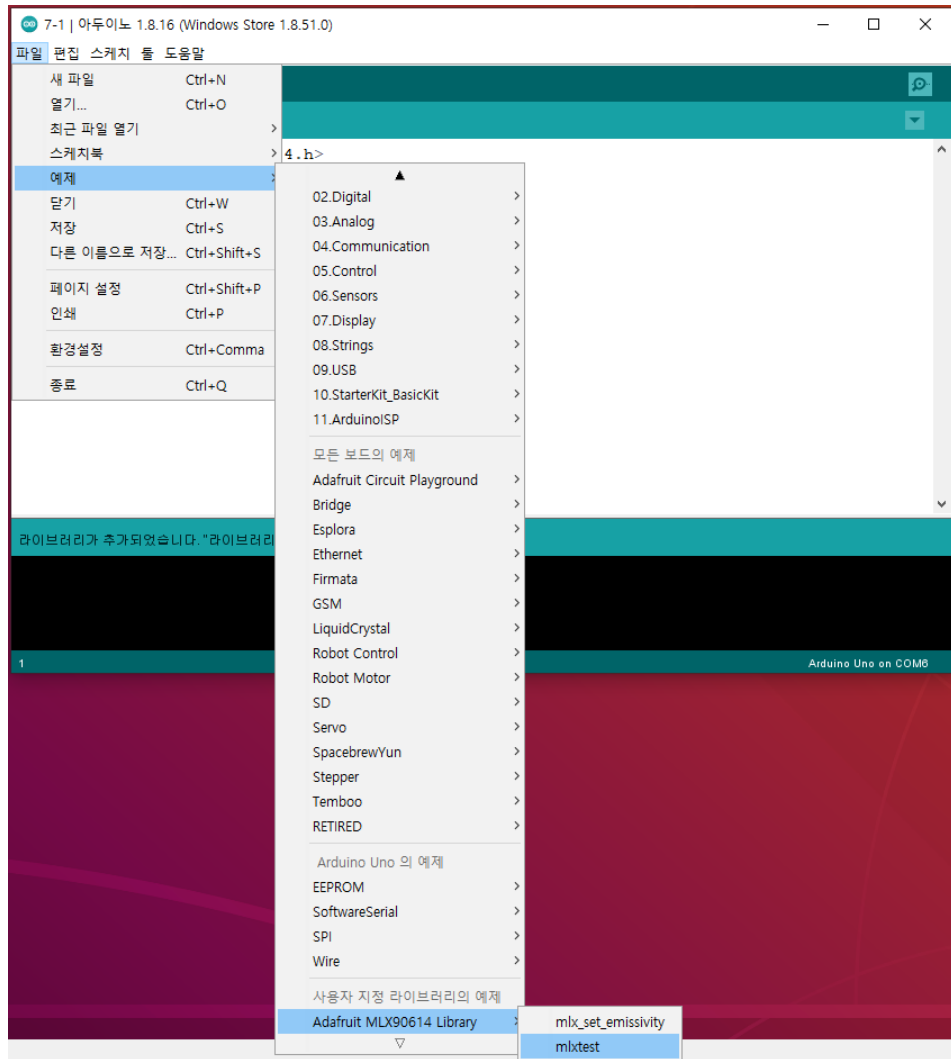 7-1 | 아두이노 1.8.16 (Windows Store 1.8.51.0)
파일 편집 스케치 툴 도움말
새 파일 Ctrl+N
열기... Ctrl+O
최근 파일 열기
스케치북
예제
닫기 Ctrl+W
저장 Ctrl+S
다른 이름으로 저장... Ctrl+Shift+S
페이지 설정 Ctrl+Shift+P
인쇄 Ctrl+P
환경설정 Ctrl+Comma
종료 Ctrl+Q
4.h>
02.Digital
03.Analog
04.Communication
05.Control
06.Sensors
07.Display
08.Strings
09.USB
10.StarterKit_BasicKit
11.ArduinoISP
모든 보드의 예제
Adafruit Circuit Playground
Bridge
Esplora
Ethernet
Firmata
GSM
LiquidCrystal
Robot Control
Robot Motor
SD
Servo
SpacebrewYun
Stepper
Temboo
RETIRED
Arduino Uno 의 예제
EEPROM
SoftwareSerial
SPI
Wire
사용자 지정 라이브러리의 예제
Adafruit MLX90614 Library
mlx_set_emissivity
mlxtest
라이브러리가 추가되었습니다."라이브러리
1
Arduino Uno on COM6